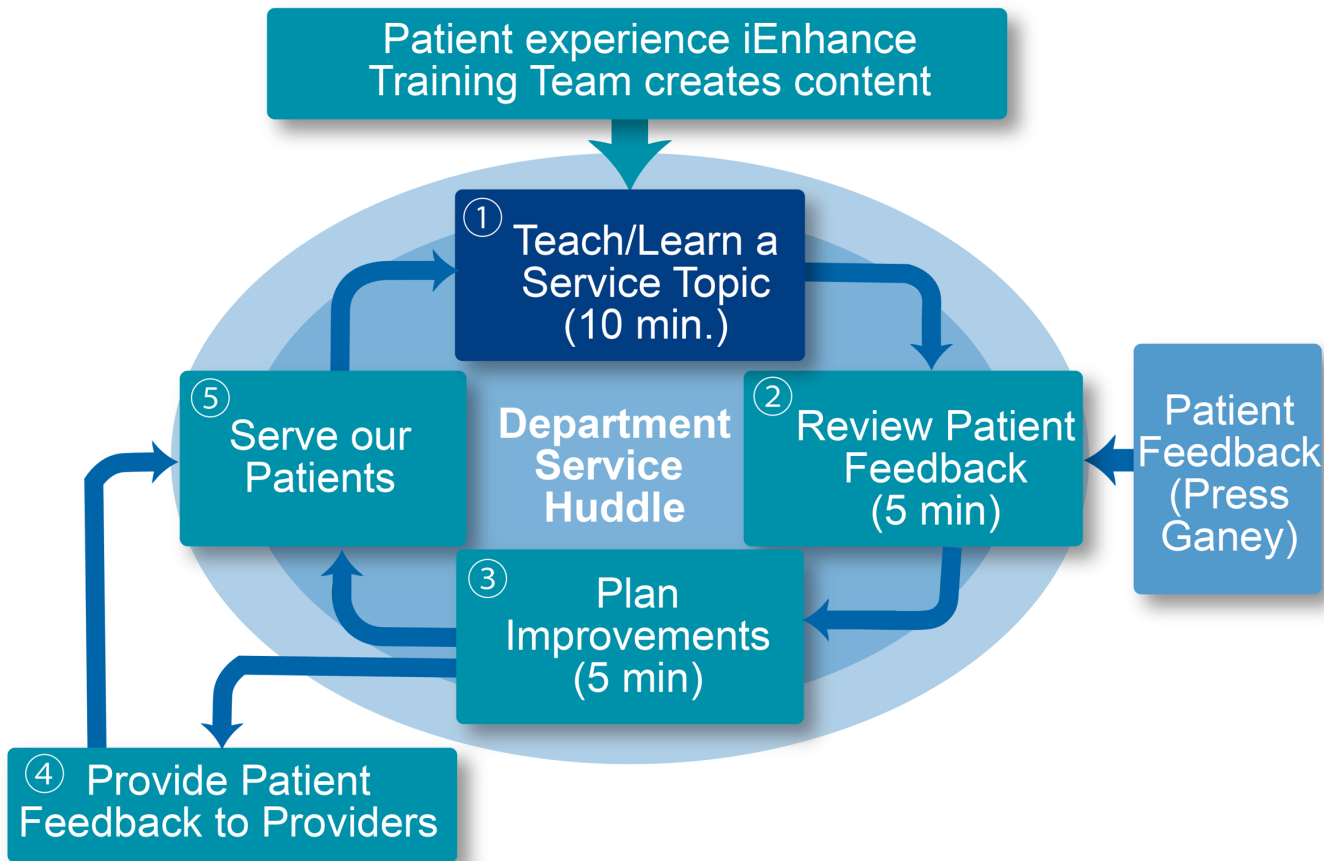 Patient experience iEnhance
Training Team creates content
①
Teach/Learn a
Service Topic
(10 min.)
②
Review Patient
Feedback
(5 min)
Patient
Feedback
(Press
Ganey)
⑤
Serve our
Patients
Department
Service
Huddle
③
Plan
Improvements
(5 min)
④
Provide Patient
Feedback to Providers